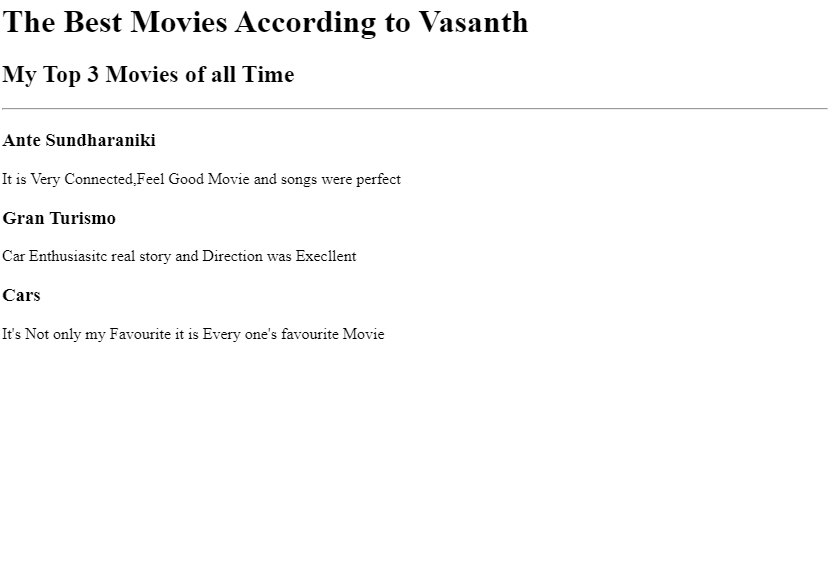 The Best Movies According to Vasanth
My Top 3 Movies of all Time
Ante Sundharaniki
It is Very Connected,Feel Good Movie and songs were perfect
Gran Turismo
Car Enthusiasitc real story and Direction was Execllent
Cars
It's Not only my Favourite it is Every one's favourite Movie